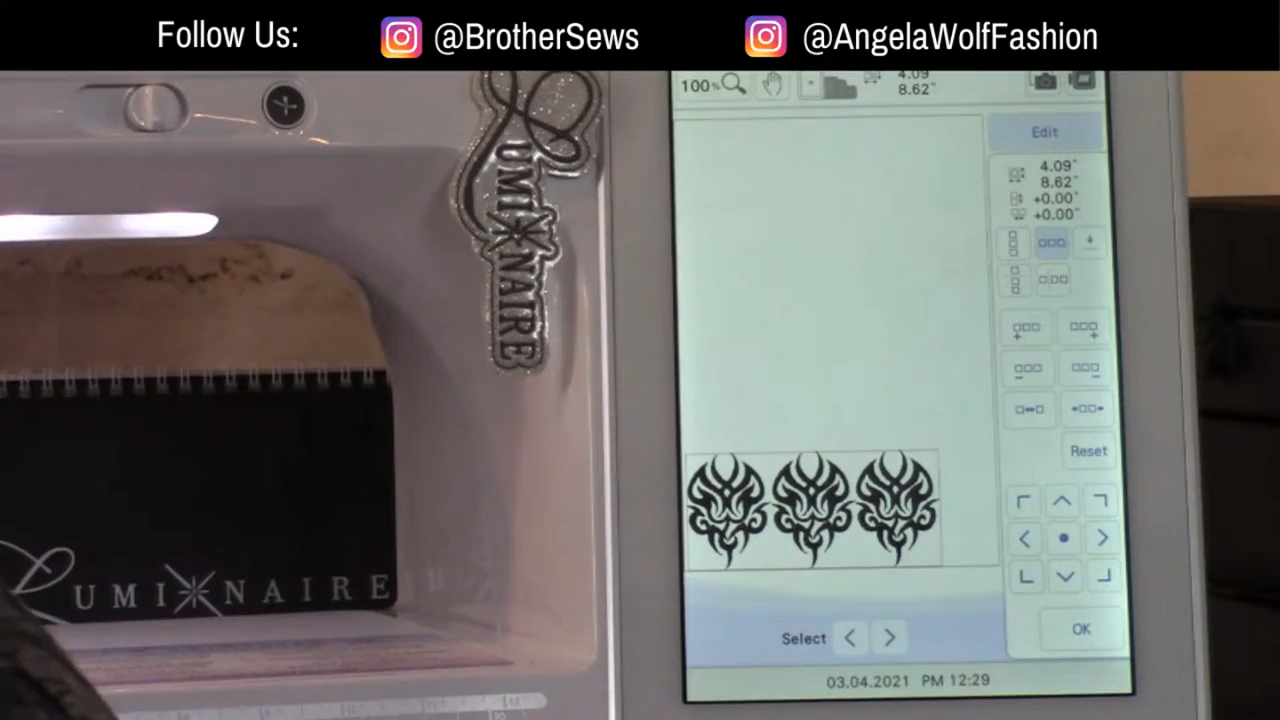 Follow Us: @BrotherSews @AngelaWolfFashion
100%
4.09"
8.62"
Edit
4.09"
8.62"
+0.00"
+0.00"
Reset
OK
Select
03.04.2021 PM 12:29
LUMINAIRE
LUMINAIRE